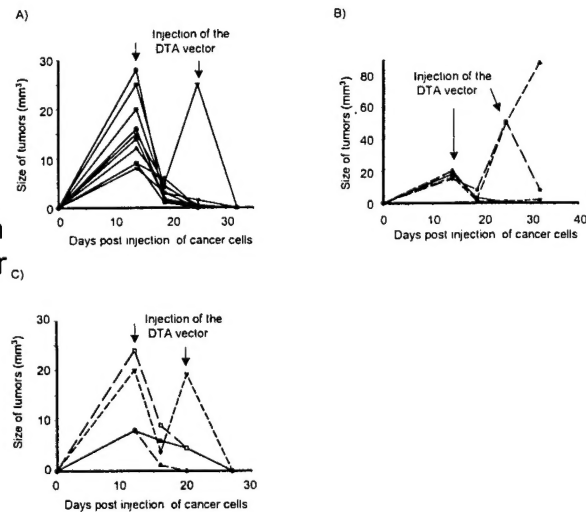 A)
Injection of the
DTA vector
30
20
10
0
Size of tumors (mm³)
0 10 20 30
Days post injection of cancer cells
B)
Injection of the
DTA vector
80
60
40
20
0
Size of tumors (mm³)
0 10 20 30 40
Days post injection of cancer cells
r
C)
Injection of the
DTA vector
30
20
10
0
Size of tumors (mm³)
0 10 20 30
Days post injection of cancer cells